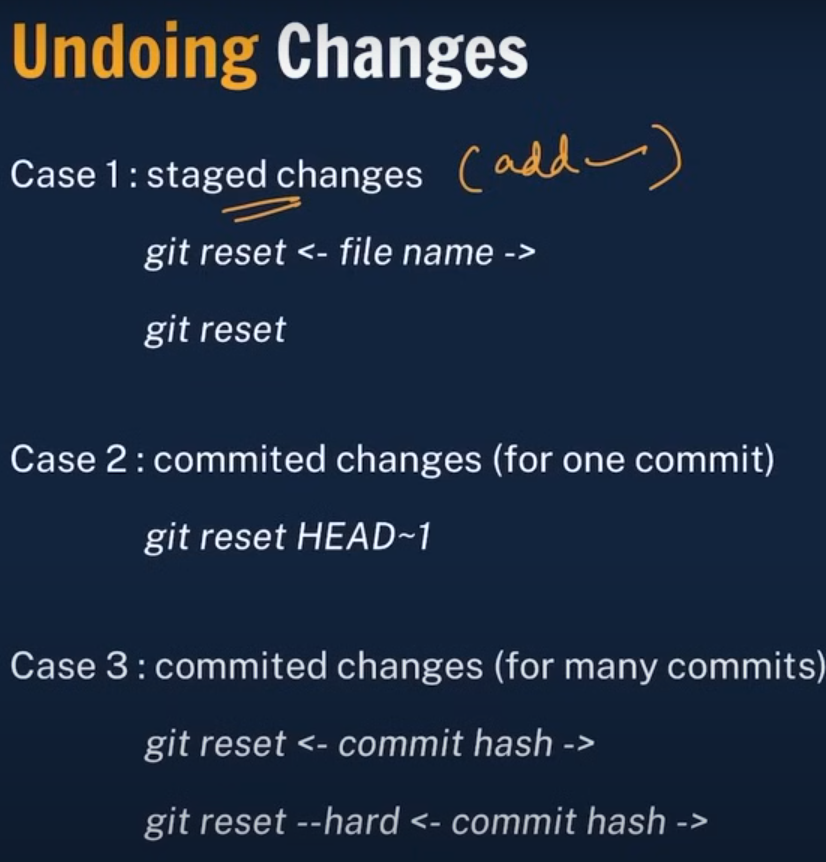 Undoing Changes
Case 1 : staged changes (add)
git reset <- file name ->
git reset
Case 2 : commited changes (for one commit)
git reset HEAD~1
Case 3 : commited changes (for many commits)
git reset <- commit hash ->
git reset --hard <- commit hash ->